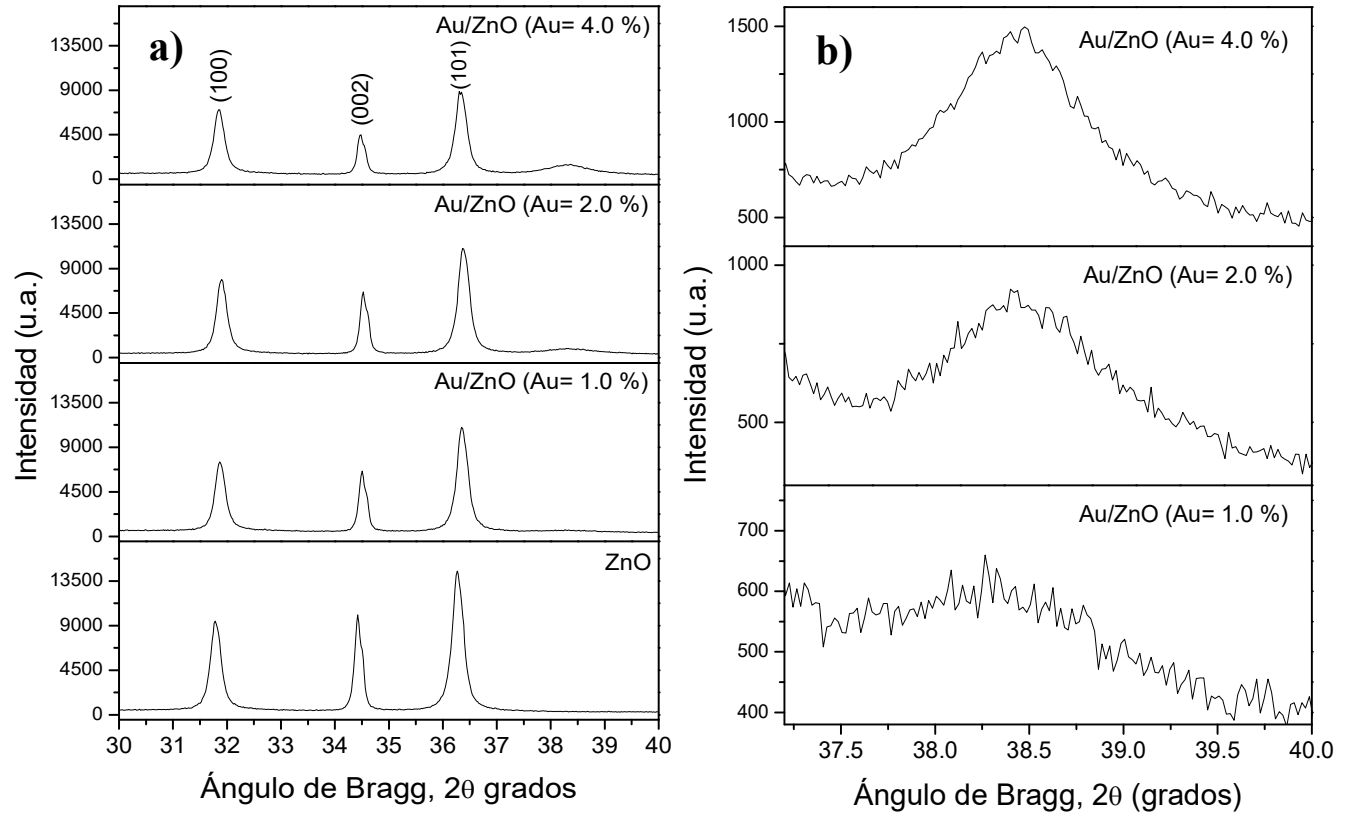 a)
Au/ZnO (Au= 4.0 %)
(100)
(002)
(101)
13500
9000
4500
0
Au/ZnO (Au= 2.0 %)
13500
9000
4500
0
Au/ZnO (Au= 1.0 %)
13500
9000
4500
0
ZnO
13500
9000
4500
0
30 31 32 33 34 35 36 37 38 39 40
Intensidad (u.a.)
Ángulo de Bragg, 2θ grados
b)
Au/ZnO (Au= 4.0 %)
1500
1000
500
Au/ZnO (Au= 2.0 %)
1000
500
Au/ZnO (Au= 1.0 %)
700
600
500
400
37.5 38.0 38.5 39.0 39.5 40.0
Intensidad (u.a.)
Ángulo de Bragg, 2θ (grados)